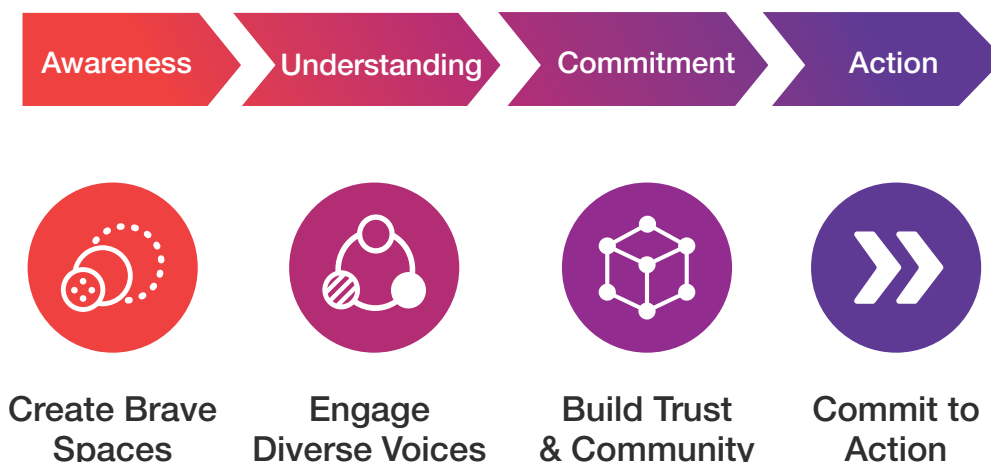 Awareness
Understanding
Commitment
Action
Create Brave
Spaces
Engage
Diverse Voices
Build Trust
& Community
Commit to
Action